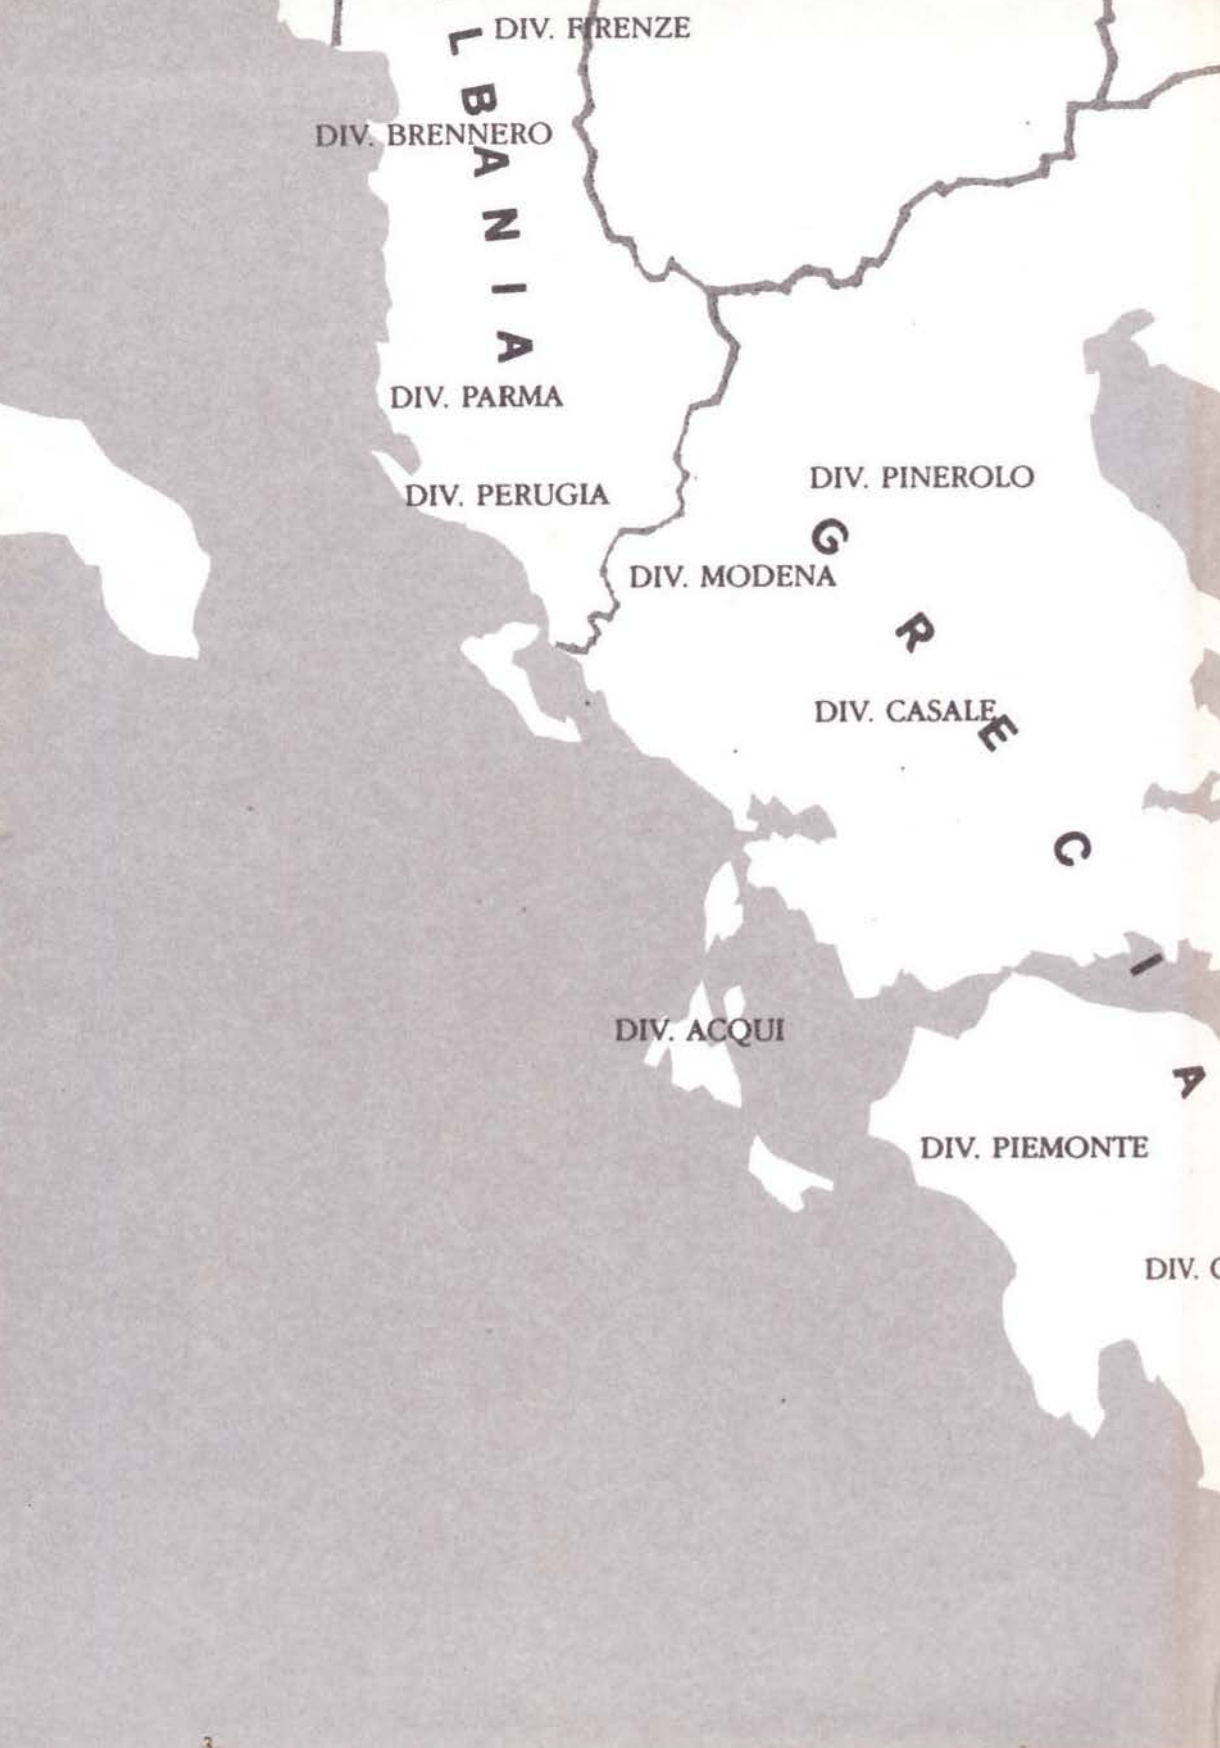 DIV. FIRENZE
LBANIA
DIV. BRENNERO
DIV. PARMA
DIV. PERUGIA
DIV. PINEROLO
GRECIA
DIV. MODENA
DIV. CASALE
DIV. ACQUI
DIV. PIEMONTE
DIV. C
3